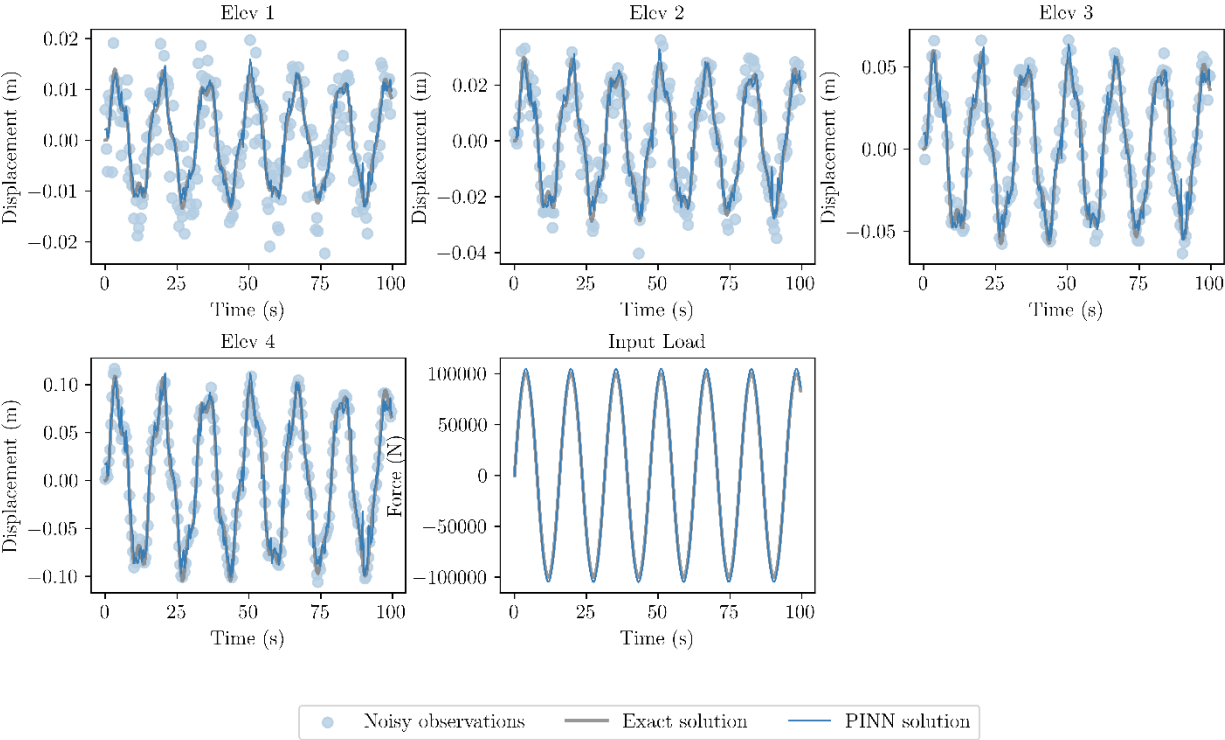 Elev 1
Elev 2
Elev 3
0.02
0.01
0.00
−0.01
−0.02
Displacement (m)
0 25 50 75 100
Time (s)
0.02
0.00
−0.02
−0.04
Displacement (m)
0 25 50 75 100
Time (s)
0.05
0.00
−0.05
Displacement (m)
0 25 50 75 100
Time (s)
Elev 4
Input Load
0.10
0.05
0.00
−0.05
−0.10
Displacement (m)
0 25 50 75 100
Time (s)
100000
50000
0
−50000
−100000
Force (N)
0 25 50 75 100
Time (s)
Noisy observations Exact solution PINN solution